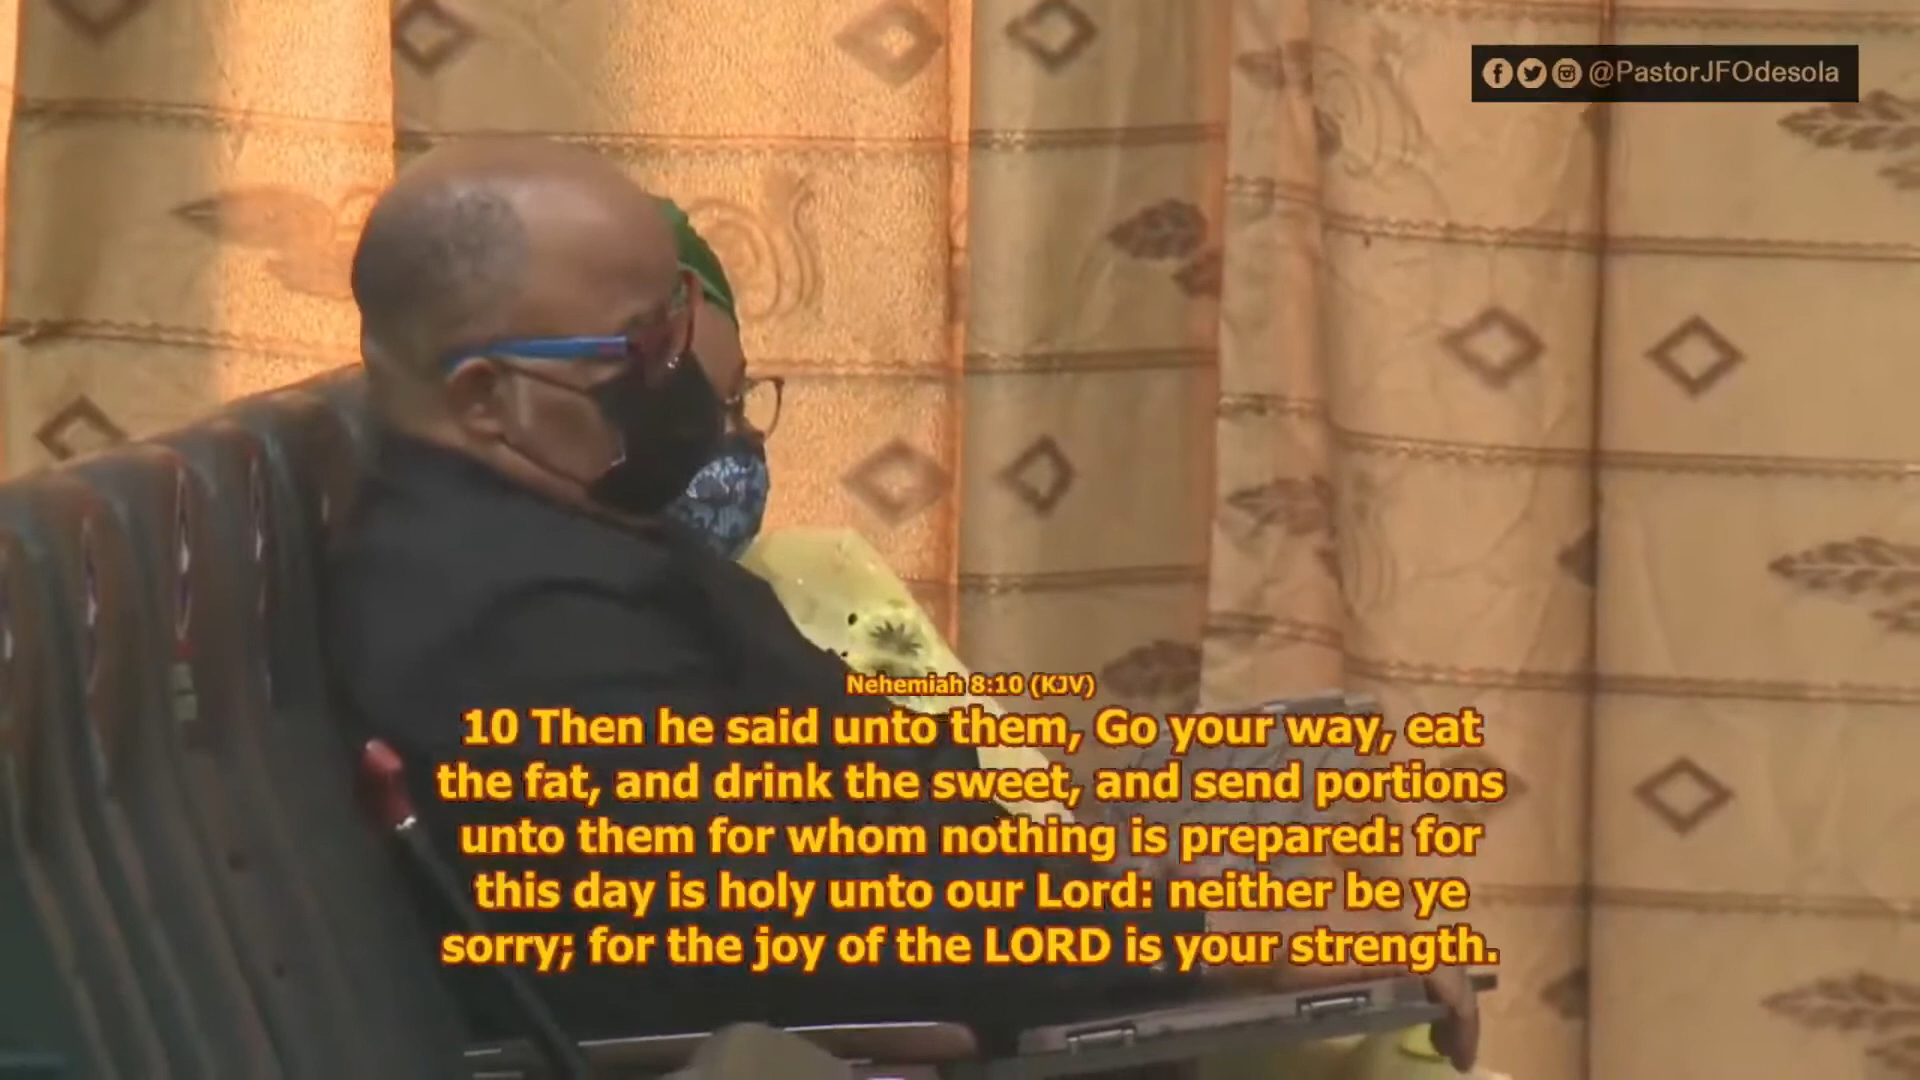 @PastorJFOdesola
Nehemiah 8:10 (KJV)
10 Then he said unto them, Go your way, eat
the fat, and drink the sweet, and send portions
unto them for whom nothing is prepared: for
this day is holy unto our Lord: neither be ye
sorry; for the joy of the LORD is your strength.